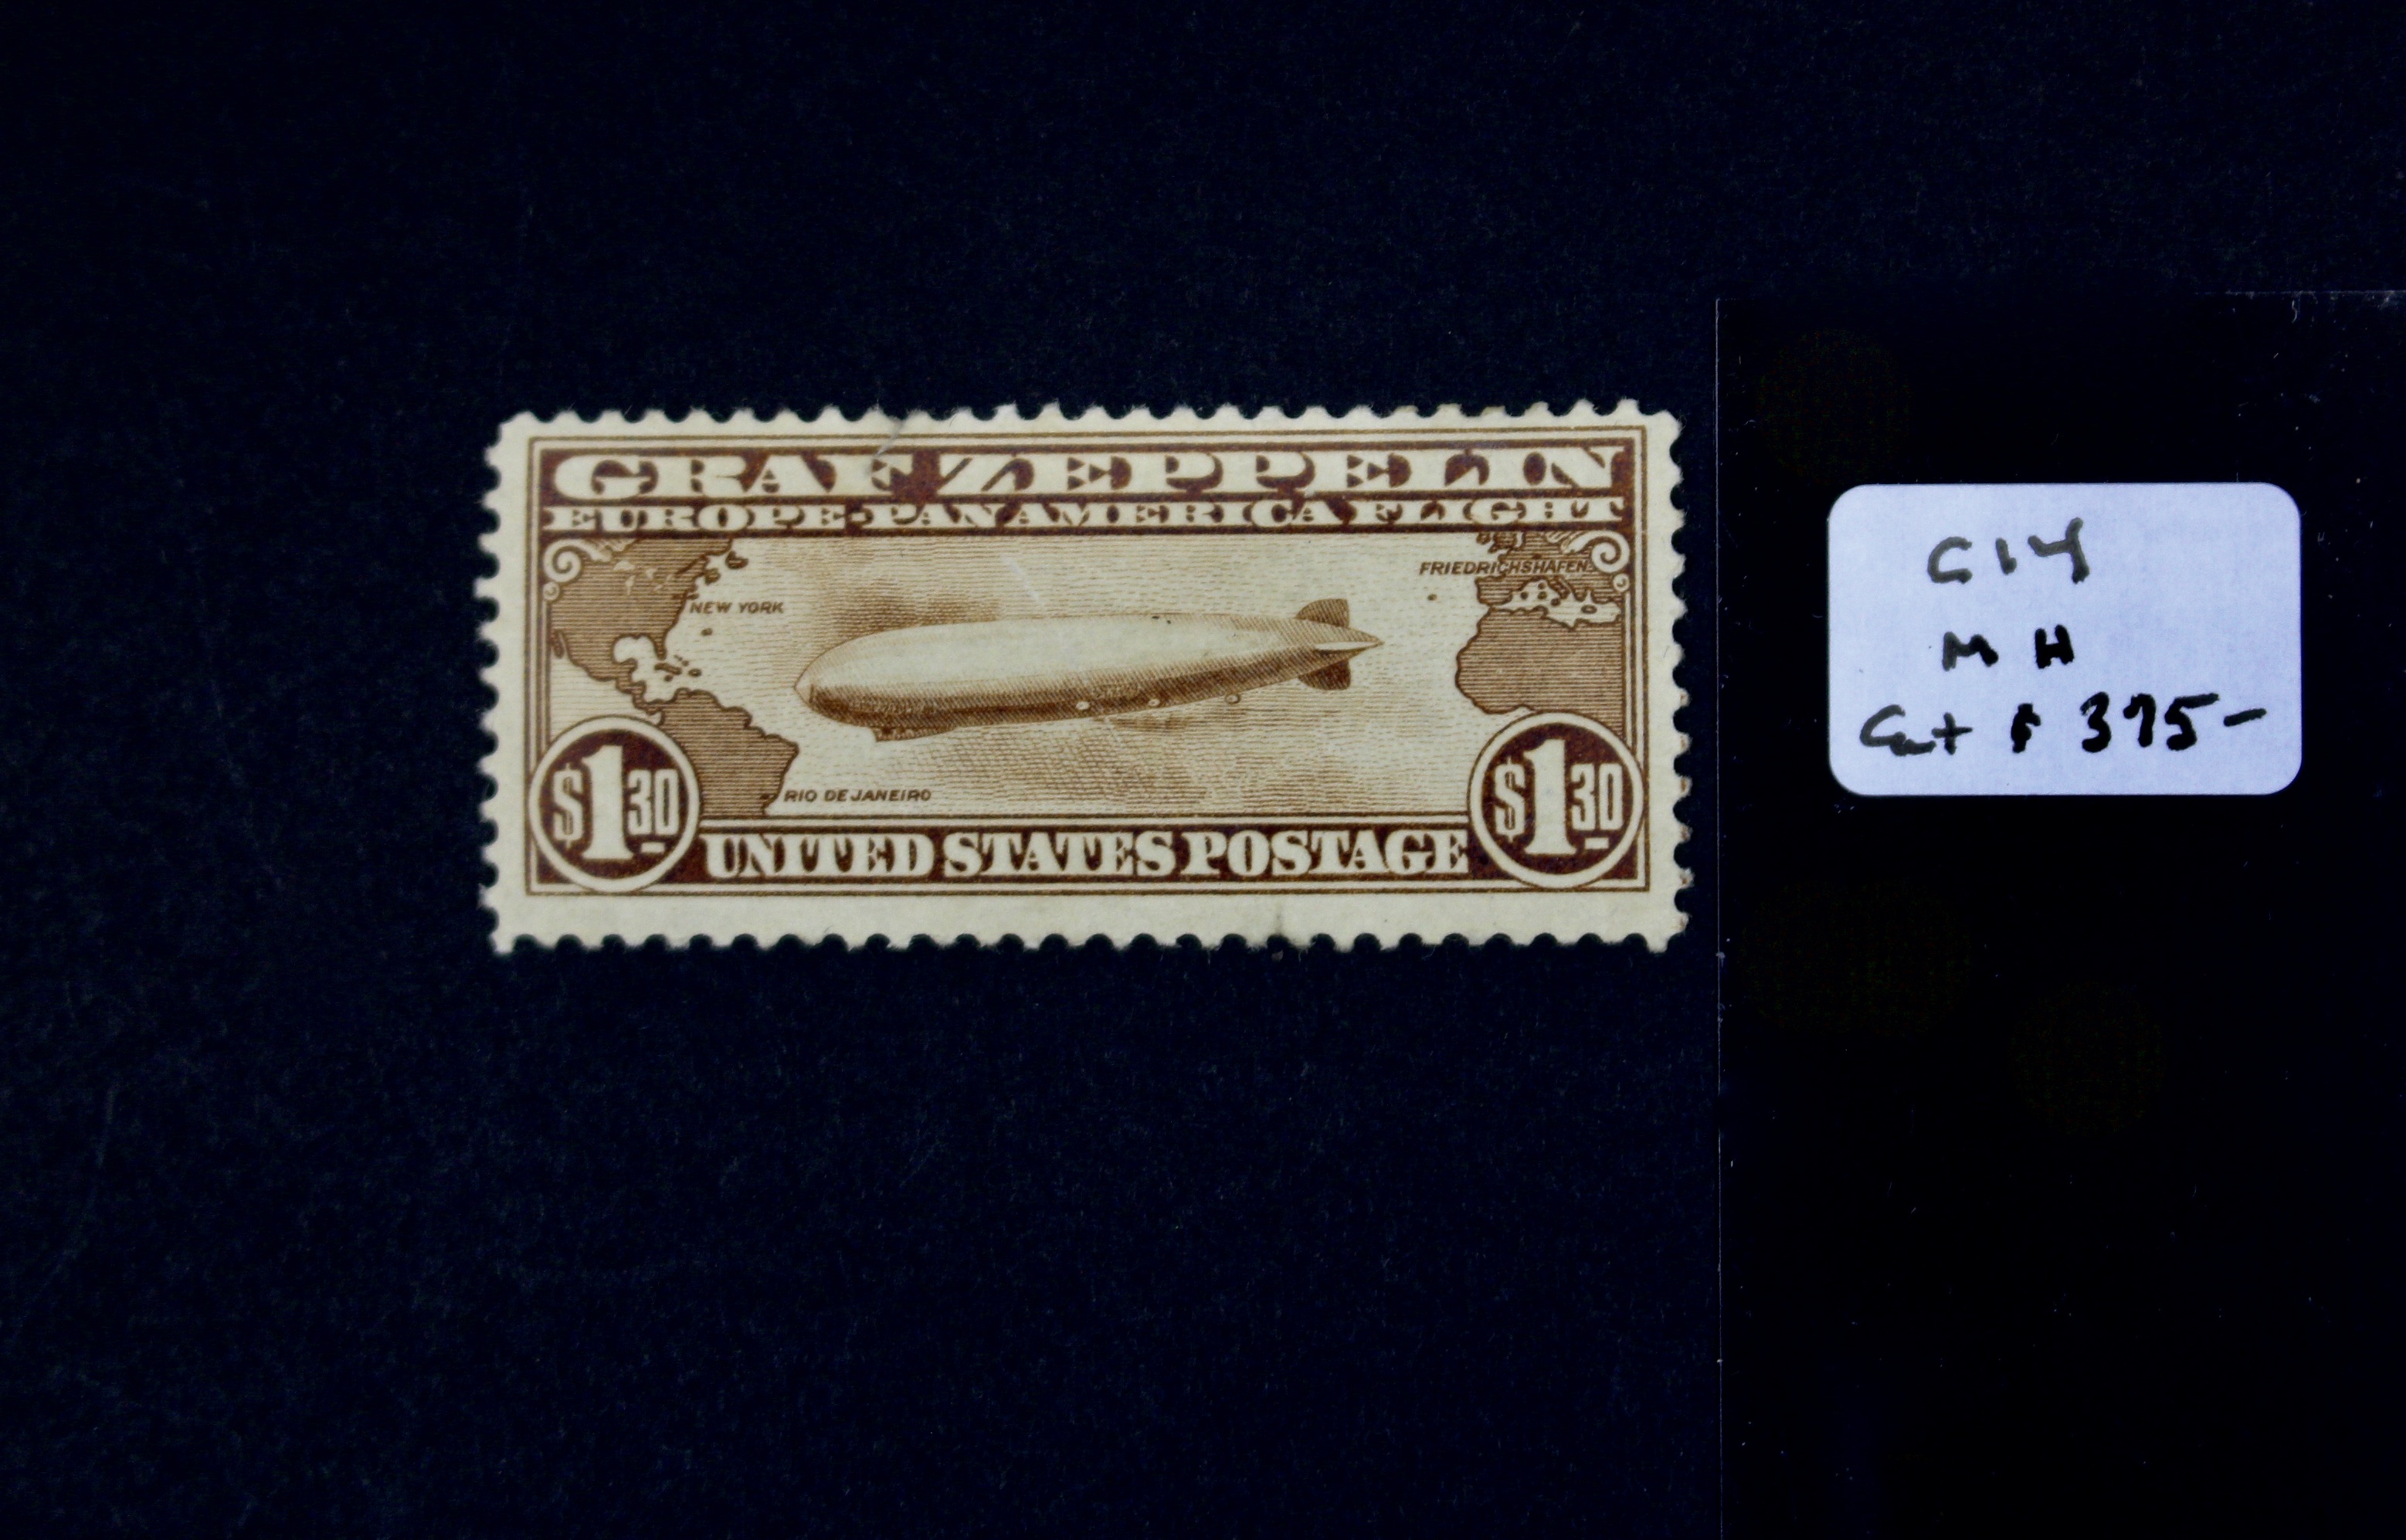 GRAF ZEPPELIN
EUROPE-PAN AMERICA FLIGHT
FRIEDRICHSHAFEN
NEW YORK
RIO DE JANEIRO
$1.30
$1.30
UNITED STATES POSTAGE
C14
M H
Cat $ 375-